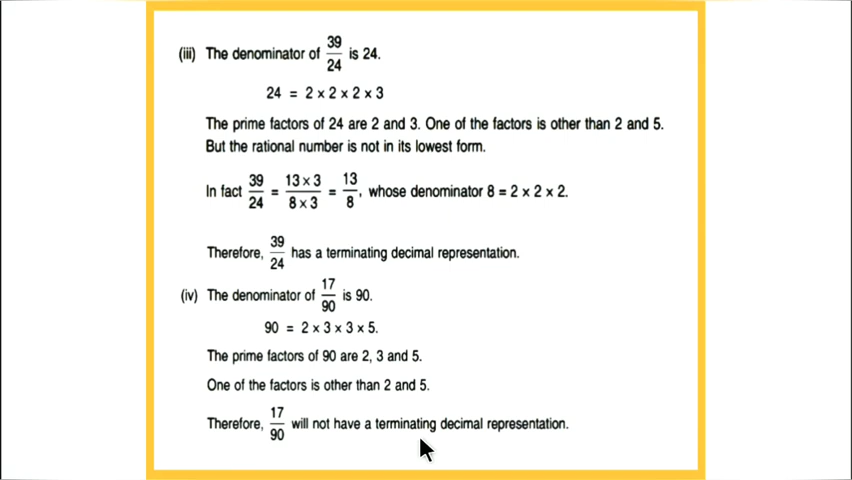 (iii) The denominator of 39/24 is 24.
24 = 2 × 2 × 2 × 3
The prime factors of 24 are 2 and 3. One of the factors is other than 2 and 5.
But the rational number is not in its lowest form.
In fact 39/24 = 13 × 3/8 × 3 = 13/8, whose denominator 8 = 2 × 2 × 2.
Therefore, 39/24 has a terminating decimal representation.
(iv) The denominator of 17/90 is 90.
90 = 2 × 3 × 3 × 5.
The prime factors of 90 are 2, 3 and 5.
One of the factors is other than 2 and 5.
Therefore, 17/90 will not have a terminating decimal representation.